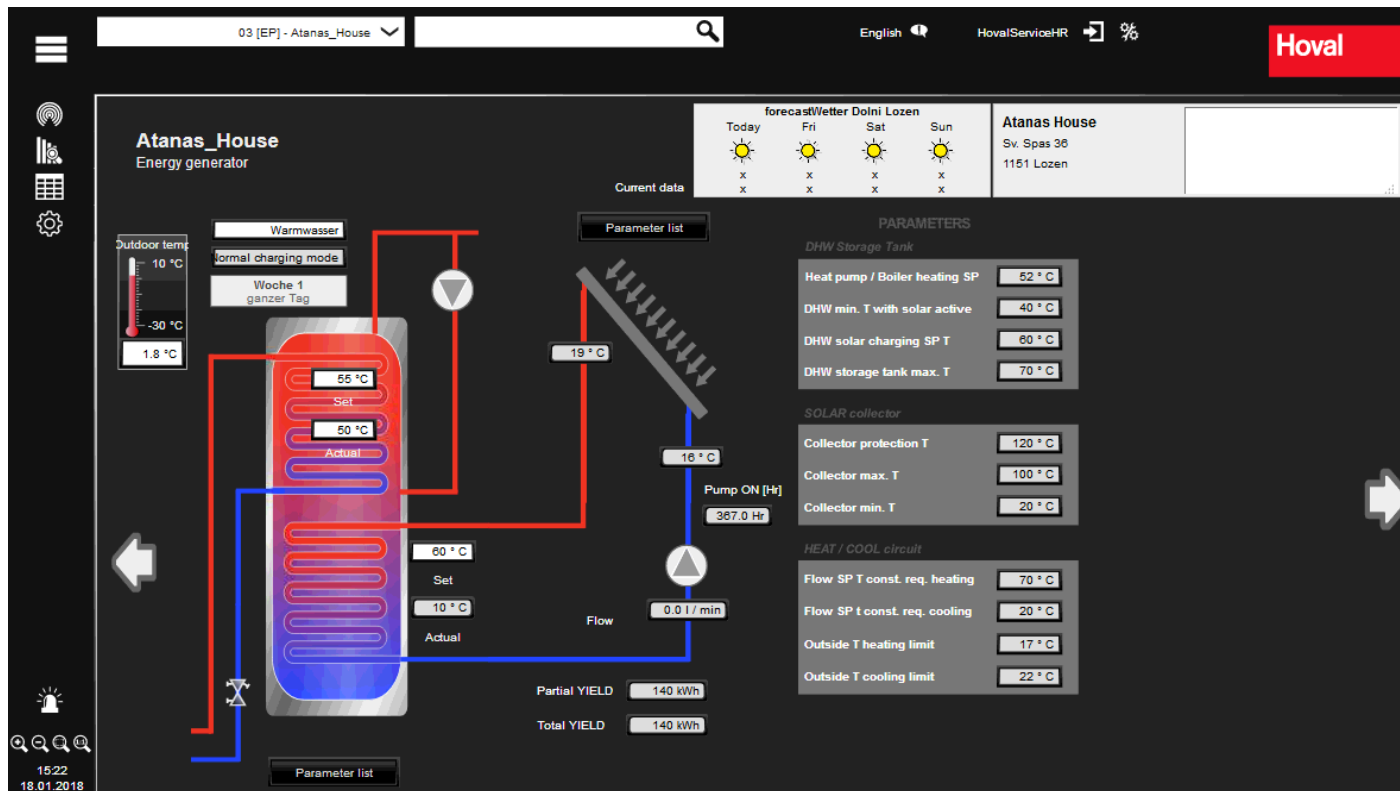 03 [EP] - Atanas_House
English
HovalServiceHR
Hoval
Atanas_House
Energy generator
forecastWetter Dolni Lozen
Today Fri Sat Sun
x x x x
Current data
x x x x
Atanas House
Sv. Spas 36
1151 Lozen
Outdoor temp
10 °C
-30 °C
1.8 °C
Warmwasser
Normal charging mode
Woche 1
ganzer Tag
55 °C
Set
50 °C
Actual
60 ° C
Set
10 ° C
Actual
Parameter list
19 ° C
16 ° C
Pump ON [Hr]
367.0 Hr
Flow
0.0 l / min
Partial YIELD 140 kWh
Total YIELD 140 kWh
Parameter list
PARAMETERS
DHW Storage Tank
Heat pump / Boiler heating SP 52 ° C
DHW min. T with solar active 40 ° C
DHW solar charging SP T 60 ° C
DHW storage tank max. T 70 ° C
SOLAR collector
Collector protection T 120 ° C
Collector max. T 100 ° C
Collector min. T 20 ° C
HEAT / COOL circuit
Flow SP T const. req. heating 70 ° C
Flow SP t const. req. cooling 20 ° C
Outside T heating limit 17 ° C
Outside T cooling limit 22 ° C
15:22
18.01.2018